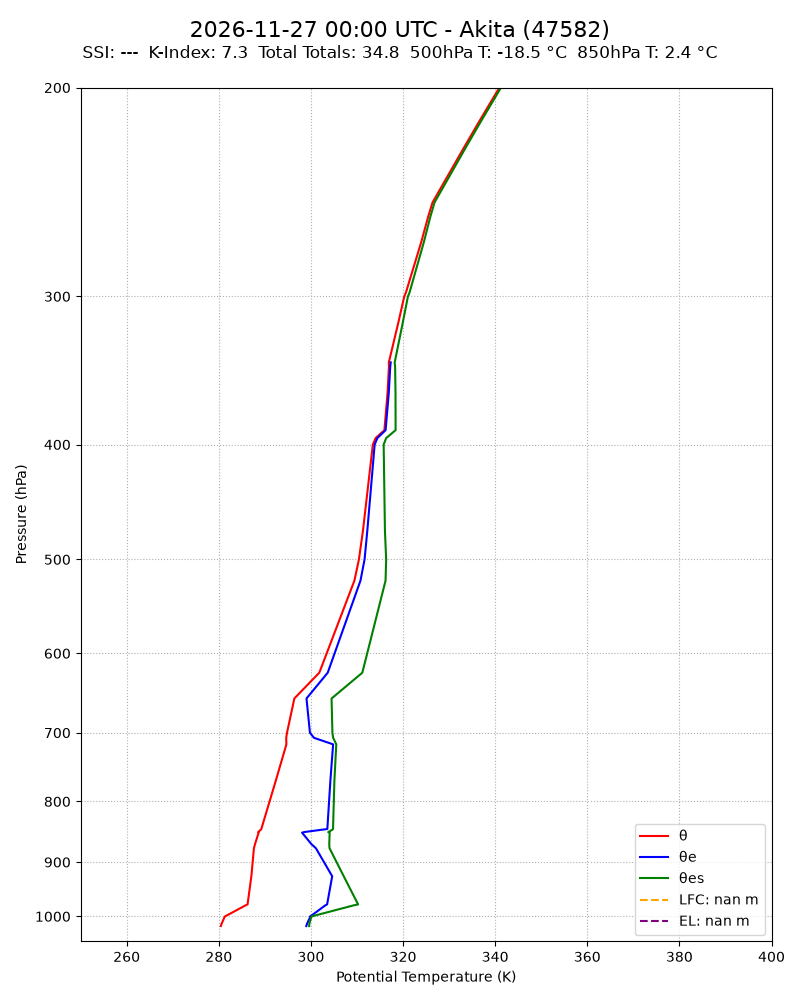 2026-11-27 00:00 UTC - Akita (47582)
SSI: ---  K-Index: 7.3  Total Totals: 34.8  500hPa T: -18.5 °C  850hPa T: 2.4 °C
200
300
400
500
600
700
800
900
1000
Pressure (hPa)
260
280
300
320
340
360
380
400
Potential Temperature (K)
θ
θe
θes
LFC: nan m
EL: nan m